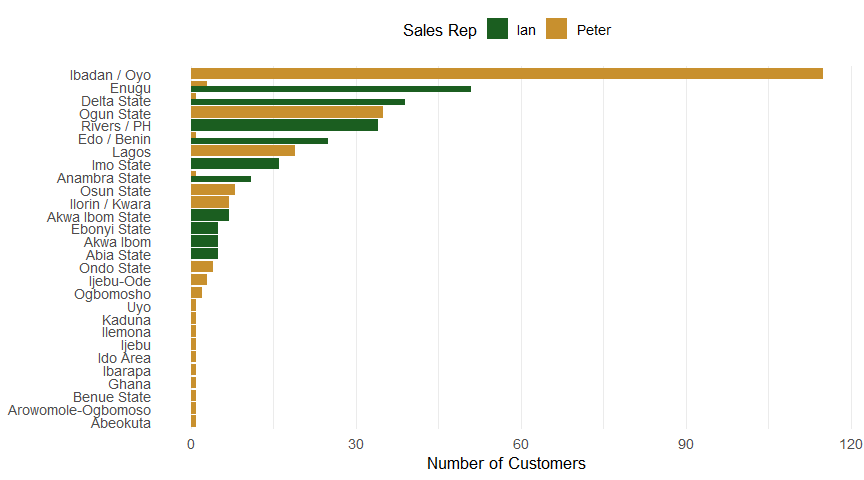 Sales Rep Ian Peter
Ibadan / Oyo
Enugu
Delta State
Ogun State
Rivers / PH
Edo / Benin
Lagos
Imo State
Anambra State
Osun State
Ilorin / Kwara
Akwa Ibom State
Ebonyi State
Akwa Ibom
Abia State
Ondo State
Ijebu-Ode
Ogbomosho
Uyo
Kaduna
Ilemona
Ijebu
Ido Area
Ibarapa
Ghana
Benue State
Arowomole-Ogbomoso
Abeokuta
0 30 60 90 120
Number of Customers